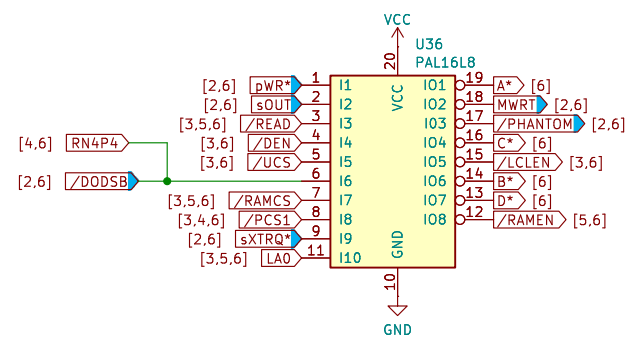 VCC
U36
PAL16L8
20
VCC
[2,6] pWR* 1 I1 IO1 19 A* [6]
[2,6] sOUT 2 I2 IO2 18 MWRT [2,6]
[3,5,6] /READ 3 I3 IO3 17 /PHANTOM [2,6]
[4,6] RN4P4 [3,6] /DEN 4 I4 IO4 16 C* [6]
[3,6] /UCS 5 I5 IO5 15 /LCLEN [3,6]
[2,6] /DODSB 6 I6 IO6 14 B* [6]
[3,5,6] /RAMCS 7 I7 IO7 13 D* [6]
[3,4,6] /PCS1 8 I8 IO8 12 /RAMEN [5,6]
[2,6] sXTRQ* 9 I9
[3,5,6] LA0 11 I10
GND
10
GND